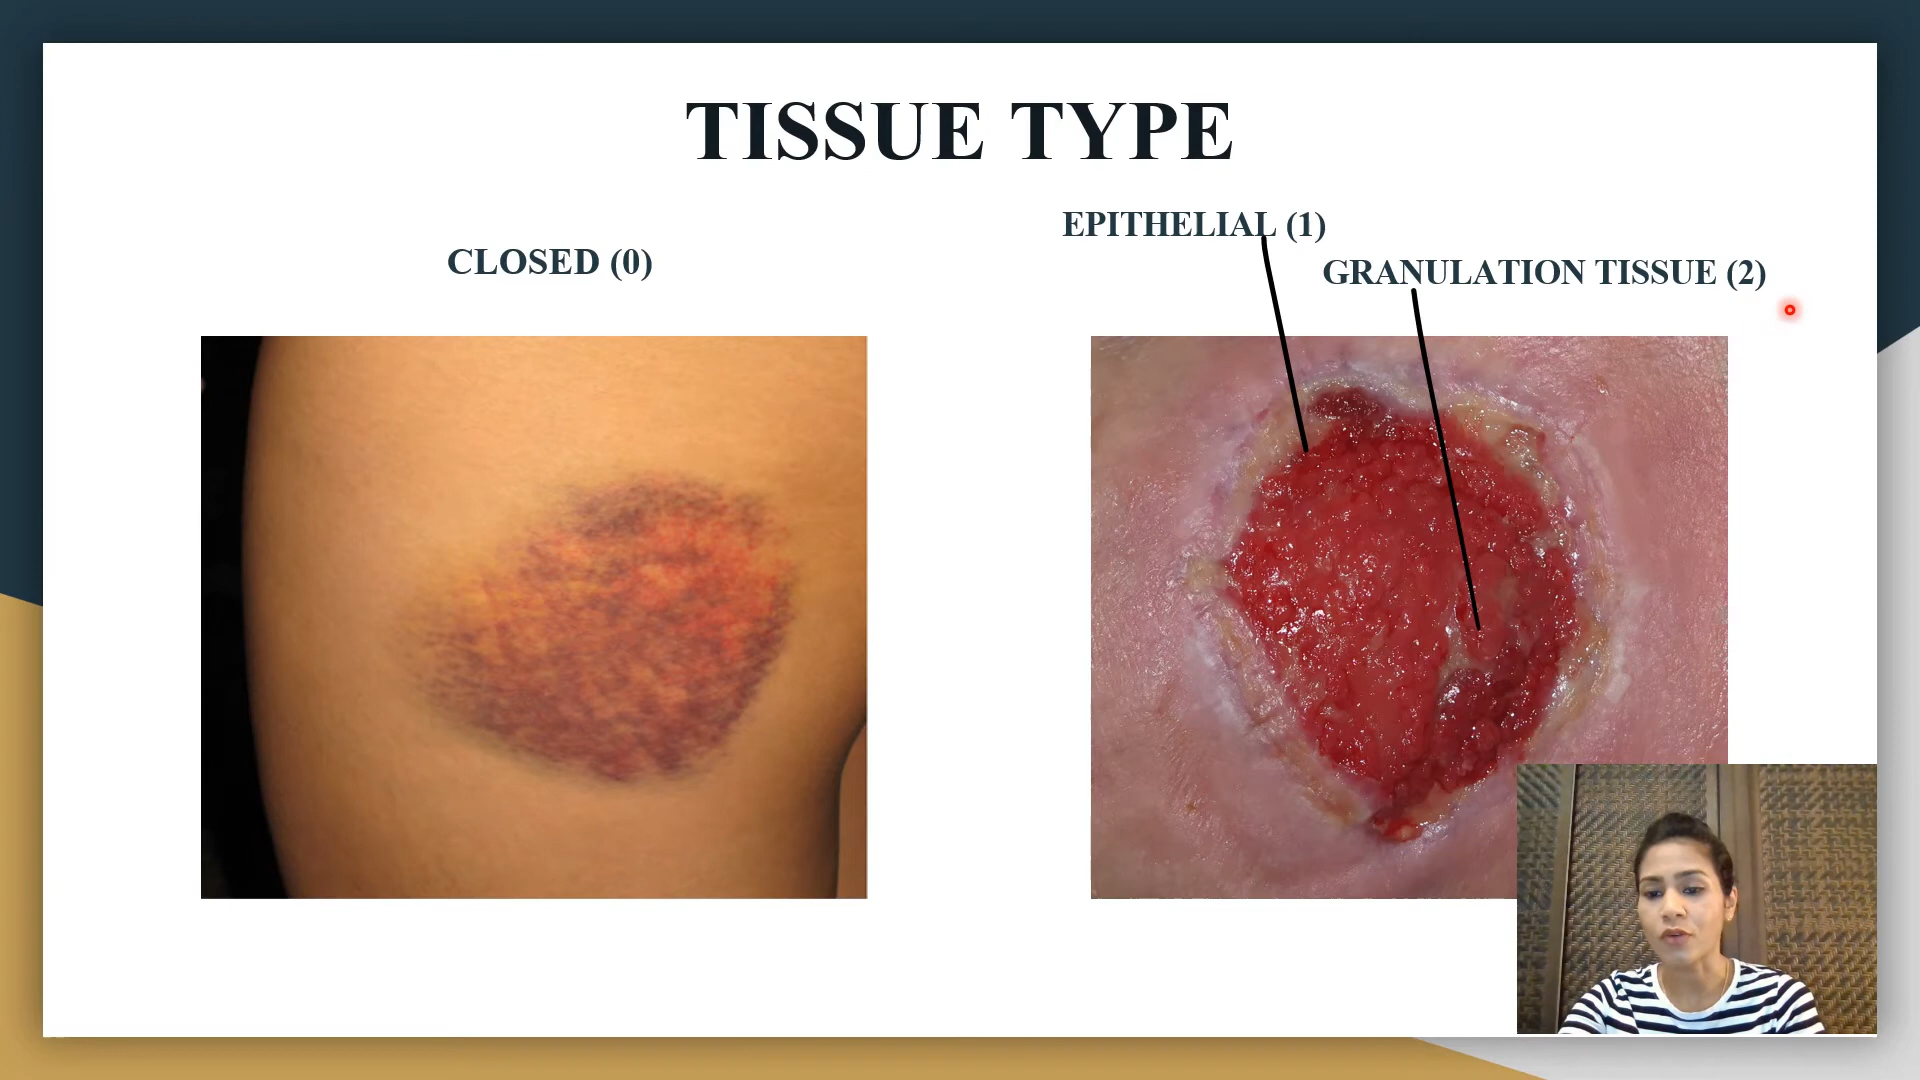 TISSUE TYPE
CLOSED (0)
EPITHELIAL (1)
GRANULATION TISSUE (2)